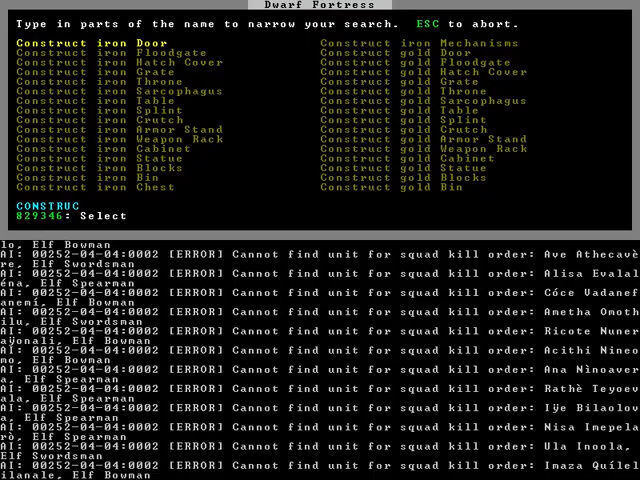 Dwarf Fortress
Type in parts of the name to narrow your search.  ESC to abort.
Construct iron Door Construct iron Mechanisms
Construct iron Floodgate Construct gold Door
Construct iron Hatch Cover Construct gold Floodgate
Construct iron Grate Construct gold Hatch Cover
Construct iron Throne Construct gold Grate
Construct iron Sarcophagus Construct gold Throne
Construct iron Table Construct gold Sarcophagus
Construct iron Splint Construct gold Table
Construct iron Crutch Construct gold Splint
Construct iron Armor Stand Construct gold Crutch
Construct iron Weapon Rack Construct gold Armor Stand
Construct iron Cabinet Construct gold Weapon Rack
Construct iron Statue Construct gold Cabinet
Construct iron Blocks Construct gold Statue
Construct iron Bin Construct gold Blocks
Construct iron Chest Construct gold Bin
CONSTRUC
829346: Select
lo, Elf Bowman
AI: 00252-04-04:0002 [ERROR] Cannot find unit for squad kill order: Ave Athecavè
re, Elf Swordsman
AI: 00252-04-04:0002 [ERROR] Cannot find unit for squad kill order: Alisa Evalal
éna, Elf Spearman
AI: 00252-04-04:0002 [ERROR] Cannot find unit for squad kill order: Cóce Vadanef
anemí, Elf Bowman
AI: 00252-04-04:0002 [ERROR] Cannot find unit for squad kill order: Ametha Omoth
ilu, Elf Swordsman
AI: 00252-04-04:0002 [ERROR] Cannot find unit for squad kill order: Ricote Nuner
aÿonali, Elf Bowman
AI: 00252-04-04:0002 [ERROR] Cannot find unit for squad kill order: Acithi Nineo
mo, Elf Bowman
AI: 00252-04-04:0002 [ERROR] Cannot find unit for squad kill order: Ana Nìnoaver
a, Elf Spearman
AI: 00252-04-04:0002 [ERROR] Cannot find unit for squad kill order: Rathè Teyoev
ala, Elf Spearman
AI: 00252-04-04:0002 [ERROR] Cannot find unit for squad kill order: Iÿe Bilaolov
a, Elf Spearman
AI: 00252-04-04:0002 [ERROR] Cannot find unit for squad kill order: Nisa Imepela
rò, Elf Spearman
AI: 00252-04-04:0002 [ERROR] Cannot find unit for squad kill order: Ula Inoola,
Elf Swordsman
AI: 00252-04-04:0002 [ERROR] Cannot find unit for squad kill order: Imaza Quílel
ilanale, Elf Bowman